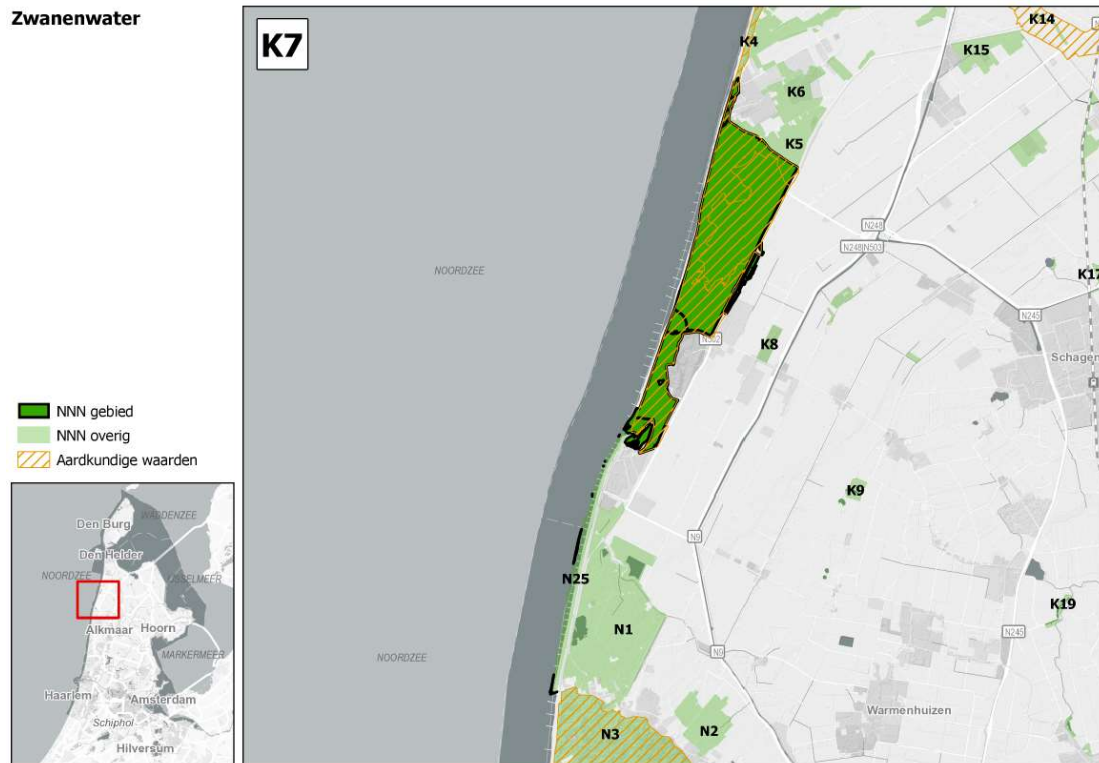 Zwanenwater
K7
K4
K14
K15
K6
K5
N248
N248|N503
NOORDZEE
K17
N245
K8
Schagen
NNN gebied
NNN overig
Aardkundige waarden
K9
N9
N25
K19
N1
N245
N9
NOORDZEE
Warmenhuizen
N2
N3
Den Burg
WADDENZEE
Den Helder
NOORDZEE
IJSSELMEER
Alkmaar
Hoorn
MARKERMEER
Haarlem
Amsterdam
Schiphol
Hilversum